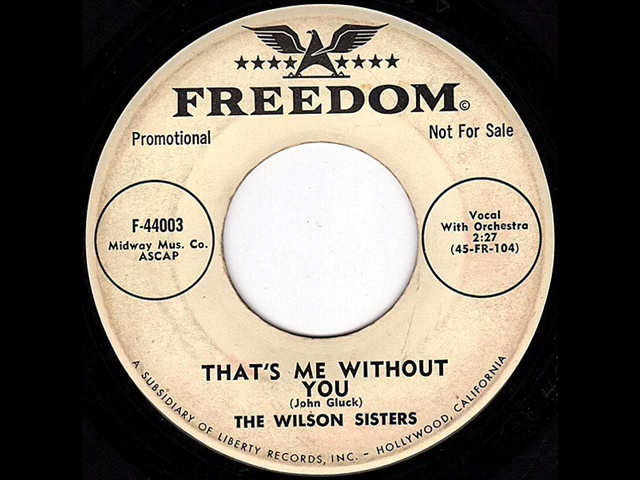 FREEDOM©
Promotional
Not For Sale
F-44003
Midway Mus. Co.
ASCAP
Vocal
With Orchestra
2:27
(45-FR-104)
THAT'S ME WITHOUT
YOU
(John Gluck)
THE WILSON SISTERS
A SUBSIDIARY OF LIBERTY RECORDS, INC. - HOLLYWOOD, CALIFORNIA